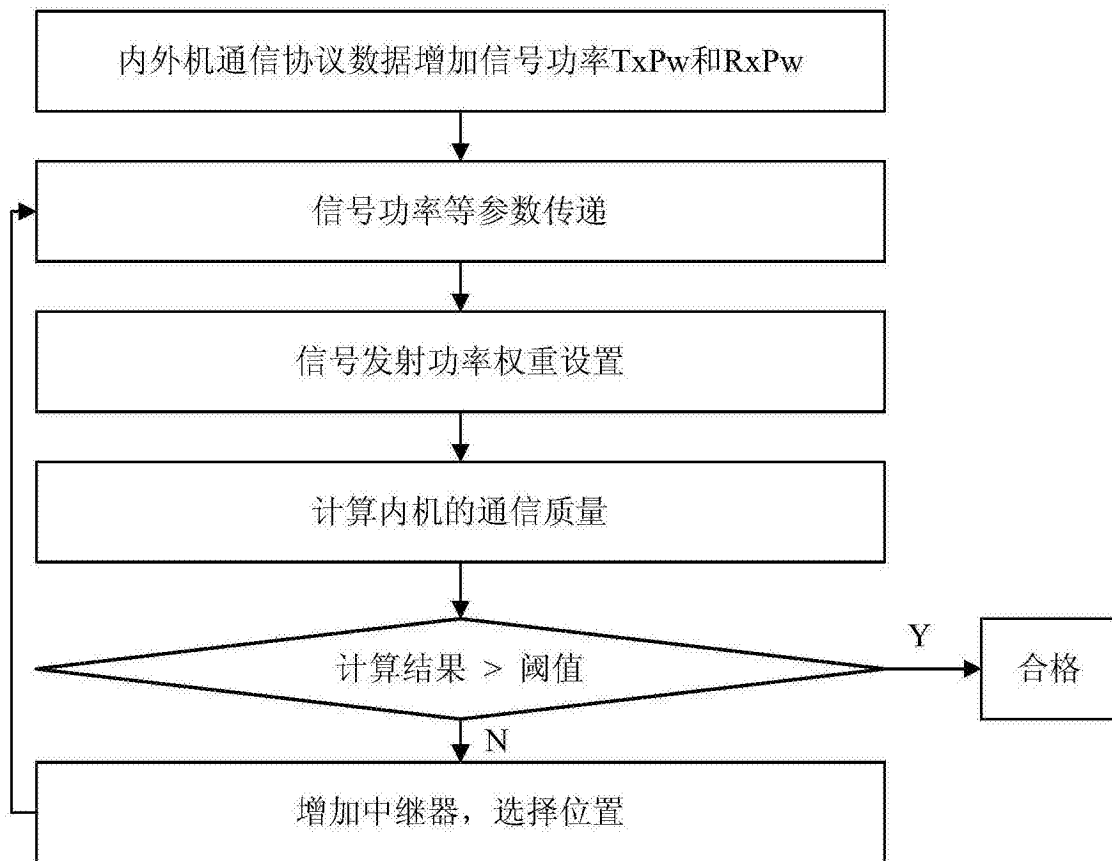 内外机通信协议数据增加信号功率TxPw和RxPw
信号功率等参数传递
信号发射功率权重设置
计算内机的通信质量
计算结果 > 阈值
Y
合格
N
增加中继器，选择位置